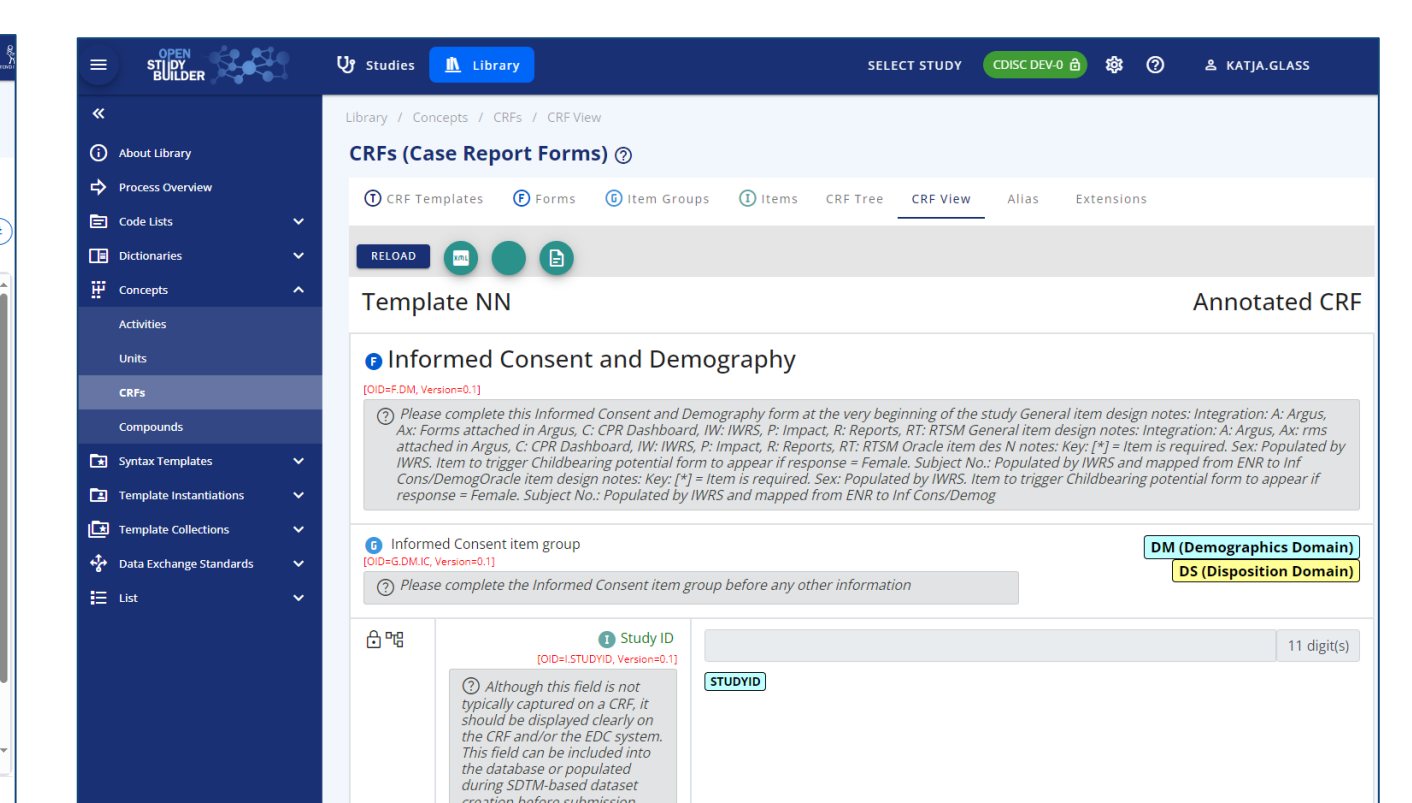 OPEN
STUDY
BUILDER
Studies
Library
SELECT STUDY
CDISC DEV-0
KATJA.GLASS
About Library
Process Overview
Code Lists
Dictionaries
Concepts
Activities
Units
CRFs
Compounds
Syntax Templates
Template Instantiations
Template Collections
Data Exchange Standards
List
Library / Concepts / CRFs / CRF View
CRFs (Case Report Forms)
T CRF Templates F Forms G Item Groups I Items CRF Tree CRF View Alias Extensions
RELOAD
XML
Template NN
Annotated CRF
F Informed Consent and Demography
[OID=F.DM, Version=0.1]
Please complete this Informed Consent and Demography form at the very beginning of the study General item design notes: Integration: A: Argus,
Ax: Forms attached in Argus, C: CPR Dashboard, IW: IWRS, P: Impact, R: Reports, RT: RTSM General item design notes: Integration: A: Argus, Ax: rms
attached in Argus, C: CPR Dashboard, IW: IWRS, P: Impact, R: Reports, RT: RTSM Oracle item des N notes: Key: [*] = Item is required. Sex: Populated by
IWRS. Item to trigger Childbearing potential form to appear if response = Female. Subject No.: Populated by IWRS and mapped from ENR to Inf
Cons/DemogOracle item design notes: Key: [*] = Item is required. Sex: Populated by IWRS. Item to trigger Childbearing potential form to appear if
response = Female. Subject No.: Populated by IWRS and mapped from ENR to Inf Cons/Demog
G Informed Consent item group
[OID=G.DM.IC, Version=0.1]
Please complete the Informed Consent item group before any other information
DM (Demographics Domain)
DS (Disposition Domain)
I Study ID
[OID=I.STUDYID, Version=0.1]
Although this field is not
typically captured on a CRF, it
should be displayed clearly on
the CRF and/or the EDC system.
This field can be included into
the database or populated
during SDTM-based dataset
creation before submission
11 digit(s)
STUDYID